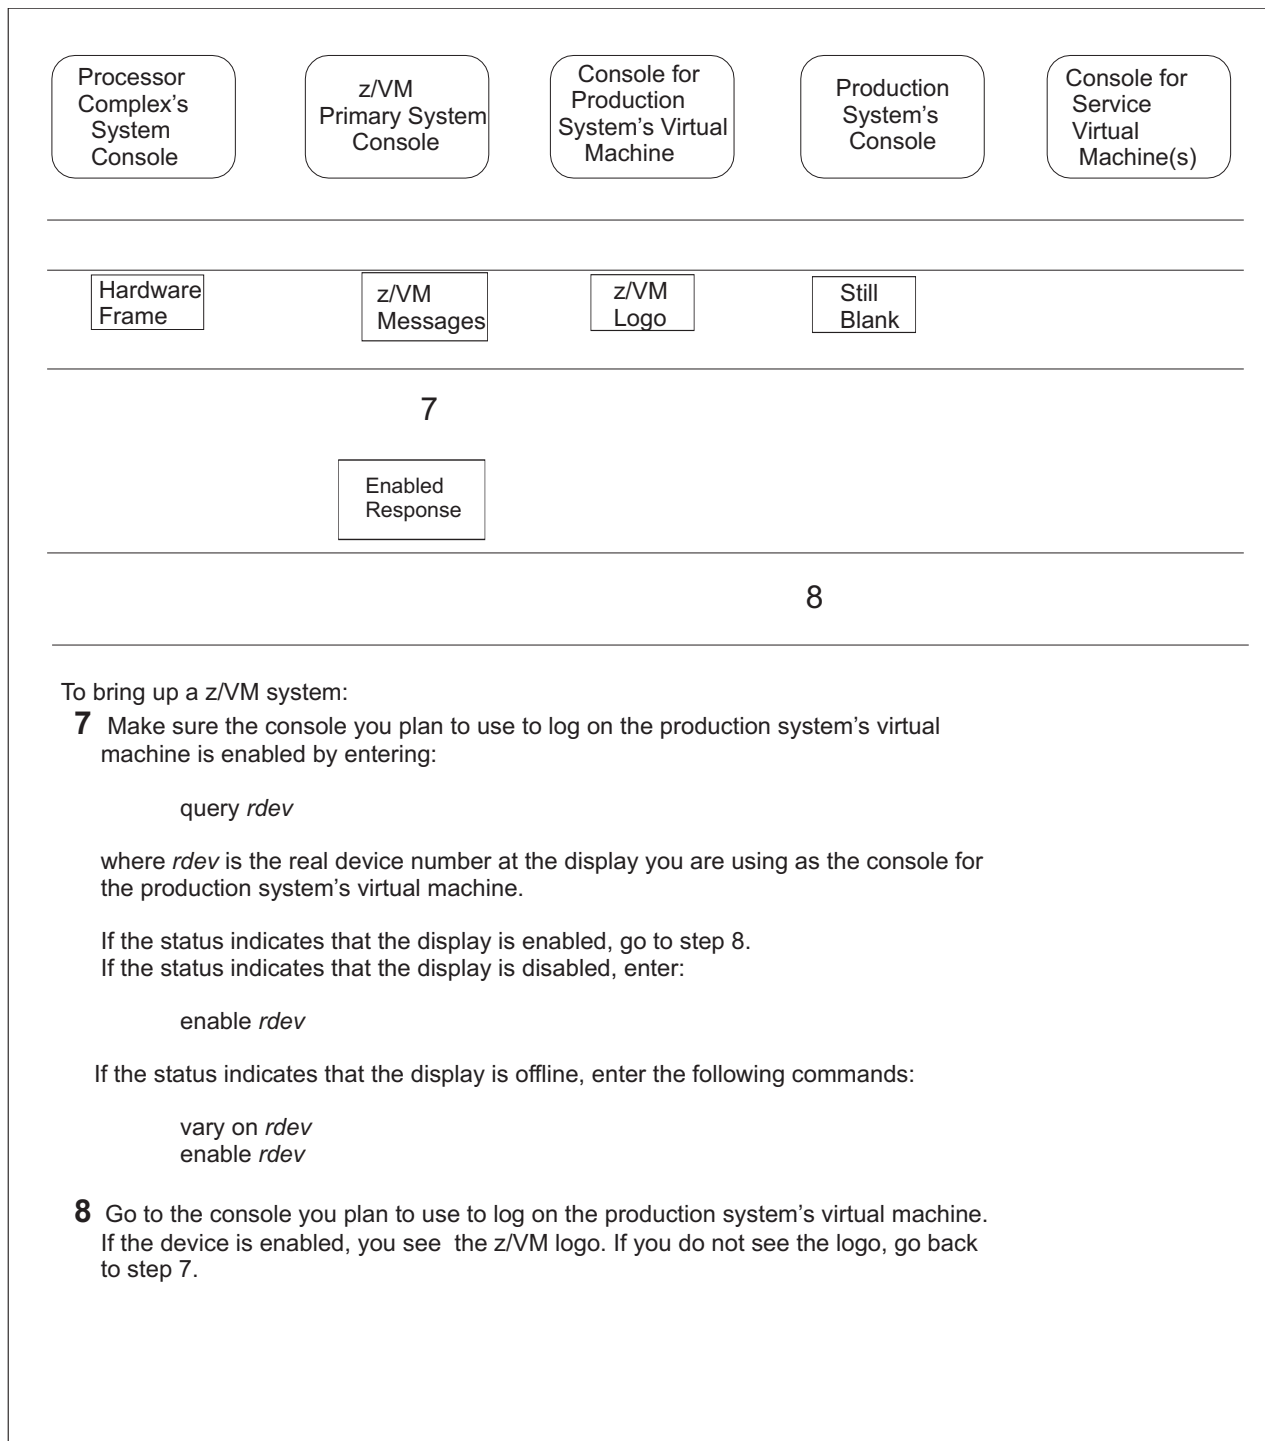 Processor
Complex's
System
Console
z/VM
Primary System
Console
Console for
Production
System's Virtual
Machine
Production
System's
Console
Console for
Service
Virtual
Machine(s)
Hardware
Frame
z/VM
Messages
z/VM
Logo
Still
Blank
7
Enabled
Response
8
To bring up a z/VM system:
7 Make sure the console you plan to use to log on the production system's virtual
machine is enabled by entering:
query rdev
where rdev is the real device number at the display you are using as the console for
the production system's virtual machine.
If the status indicates that the display is enabled, go to step 8.
If the status indicates that the display is disabled, enter:
enable rdev
If the status indicates that the display is offline, enter the following commands:
vary on rdev
enable rdev
8 Go to the console you plan to use to log on the production system's virtual machine.
If the device is enabled, you see the z/VM logo. If you do not see the logo, go back
to step 7.